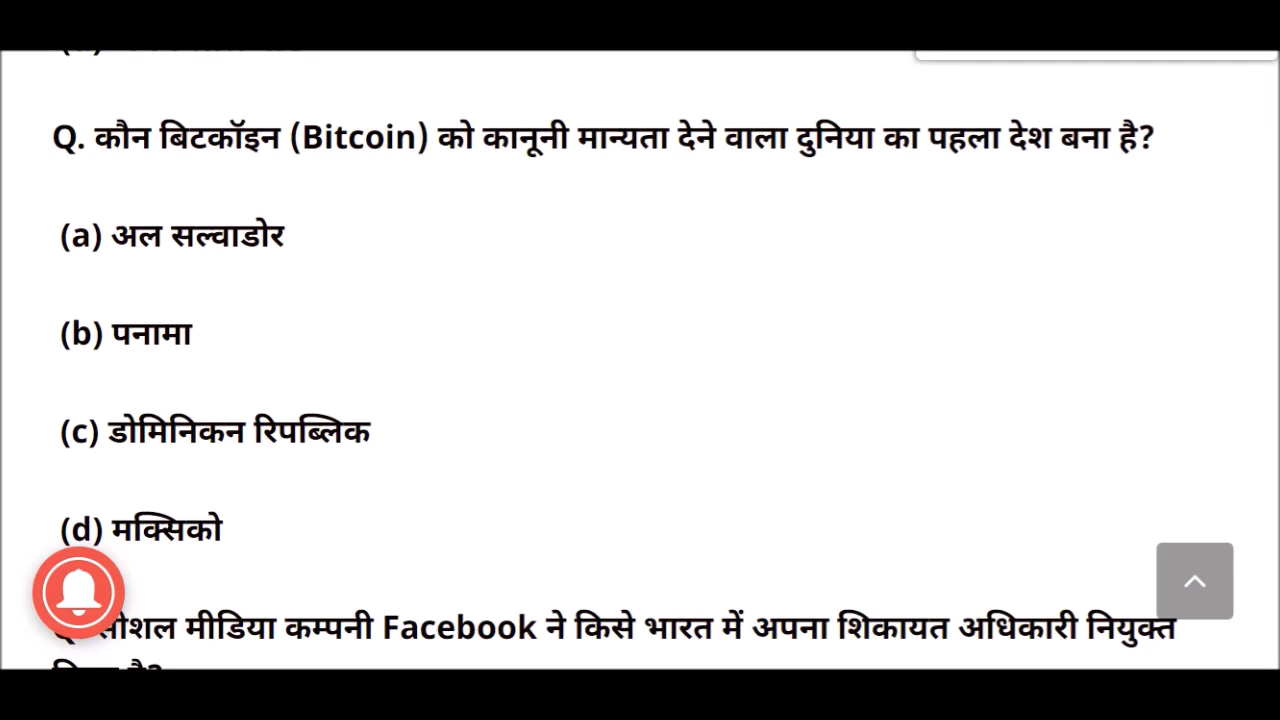 Q. कौन बिटकॉइन (Bitcoin) को कानूनी मान्यता देने वाला दुनिया का पहला देश बना है?
(a) अल सल्वाडोर
(b) पनामा
(c) डोमिनिकन रिपब्लिक
(d) मक्सिको
सोशल मीडिया कम्पनी Facebook ने किसे भारत में अपना शिकायत अधिकारी नियुक्त